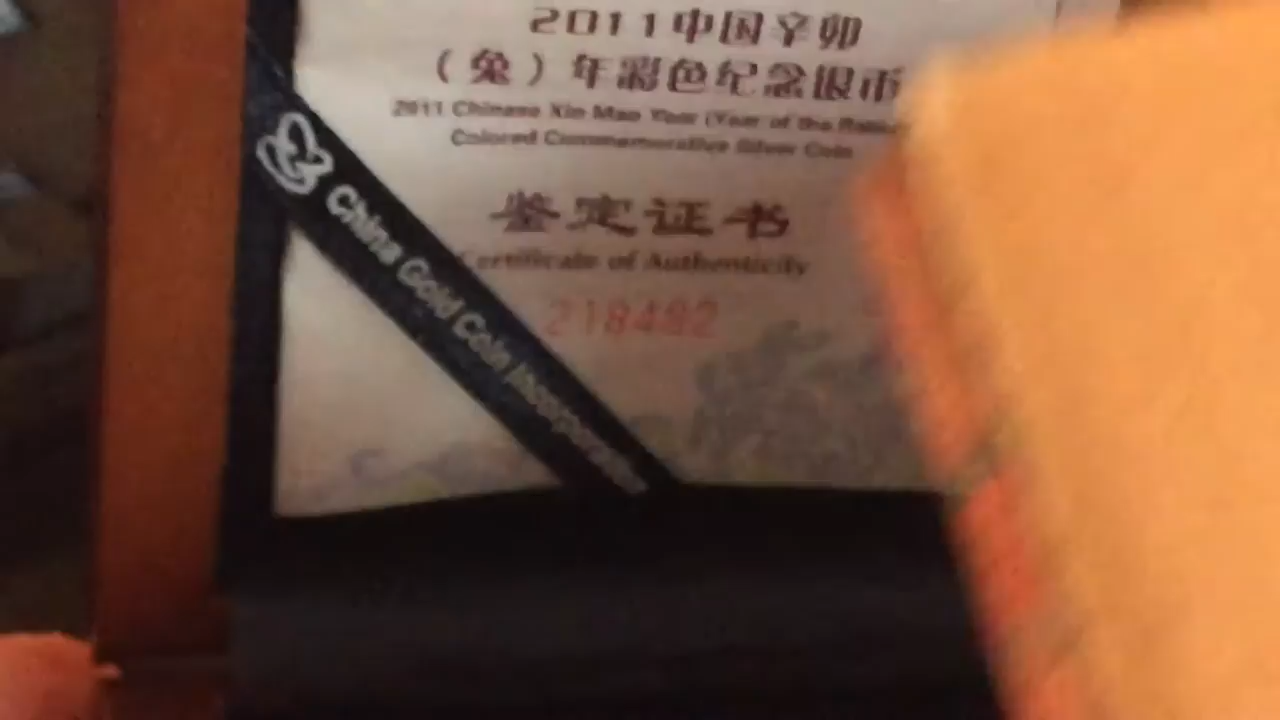 2011中国辛卯
（兔）年彩色纪念银币
2011 Chinese Xin Mao Year (Year of the
Colored Commemorative Silver Coin
鉴定证书
Certificate of Authenticity
218482
China Gold Coin Incorporation